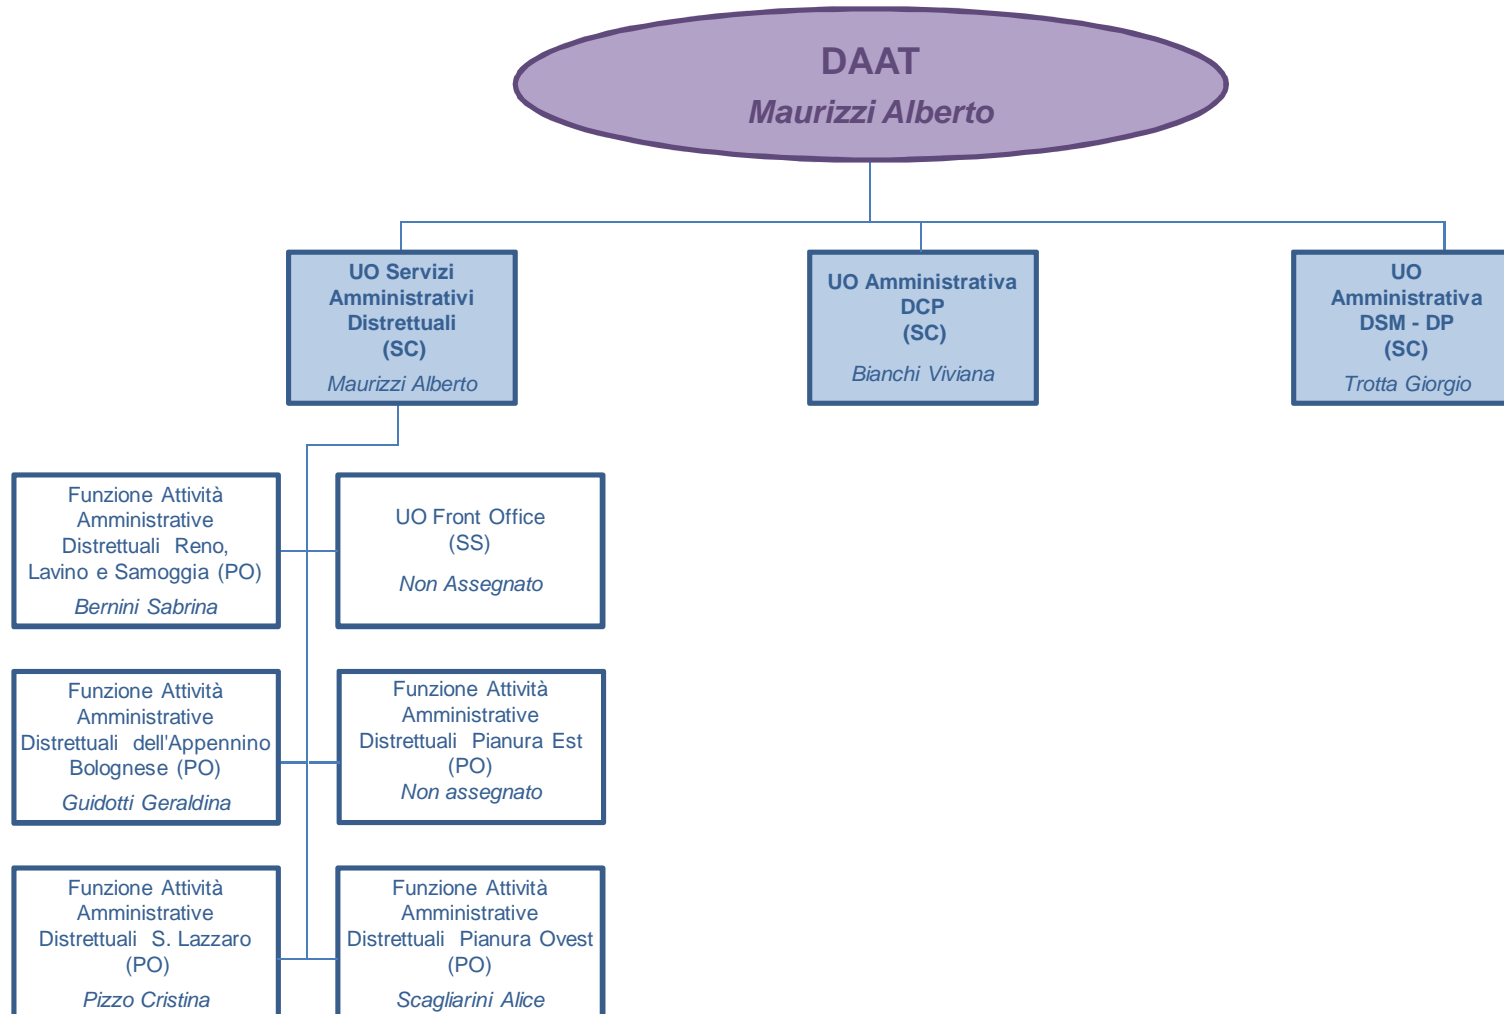 DAAT
Maurizzi Alberto
UO Servizi
Amministrativi
Distrettuali
(SC)
Maurizzi Alberto
UO Amministrativa
DCP
(SC)
Bianchi Viviana
UO
Amministrativa
DSM - DP
(SC)
Trotta Giorgio
Funzione Attività
Amministrative
Distrettuali Reno,
Lavino e Samoggia (PO)
Bernini Sabrina
UO Front Office
(SS)
Non Assegnato
Funzione Attività
Amministrative
Distrettuali dell'Appennino
Bolognese (PO)
Guidotti Geraldina
Funzione Attività
Amministrative
Distrettuali Pianura Est
(PO)
Non assegnato
Funzione Attività
Amministrative
Distrettuali S. Lazzaro
(PO)
Pizzo Cristina
Funzione Attività
Amministrative
Distrettuali Pianura Ovest
(PO)
Scagliarini Alice